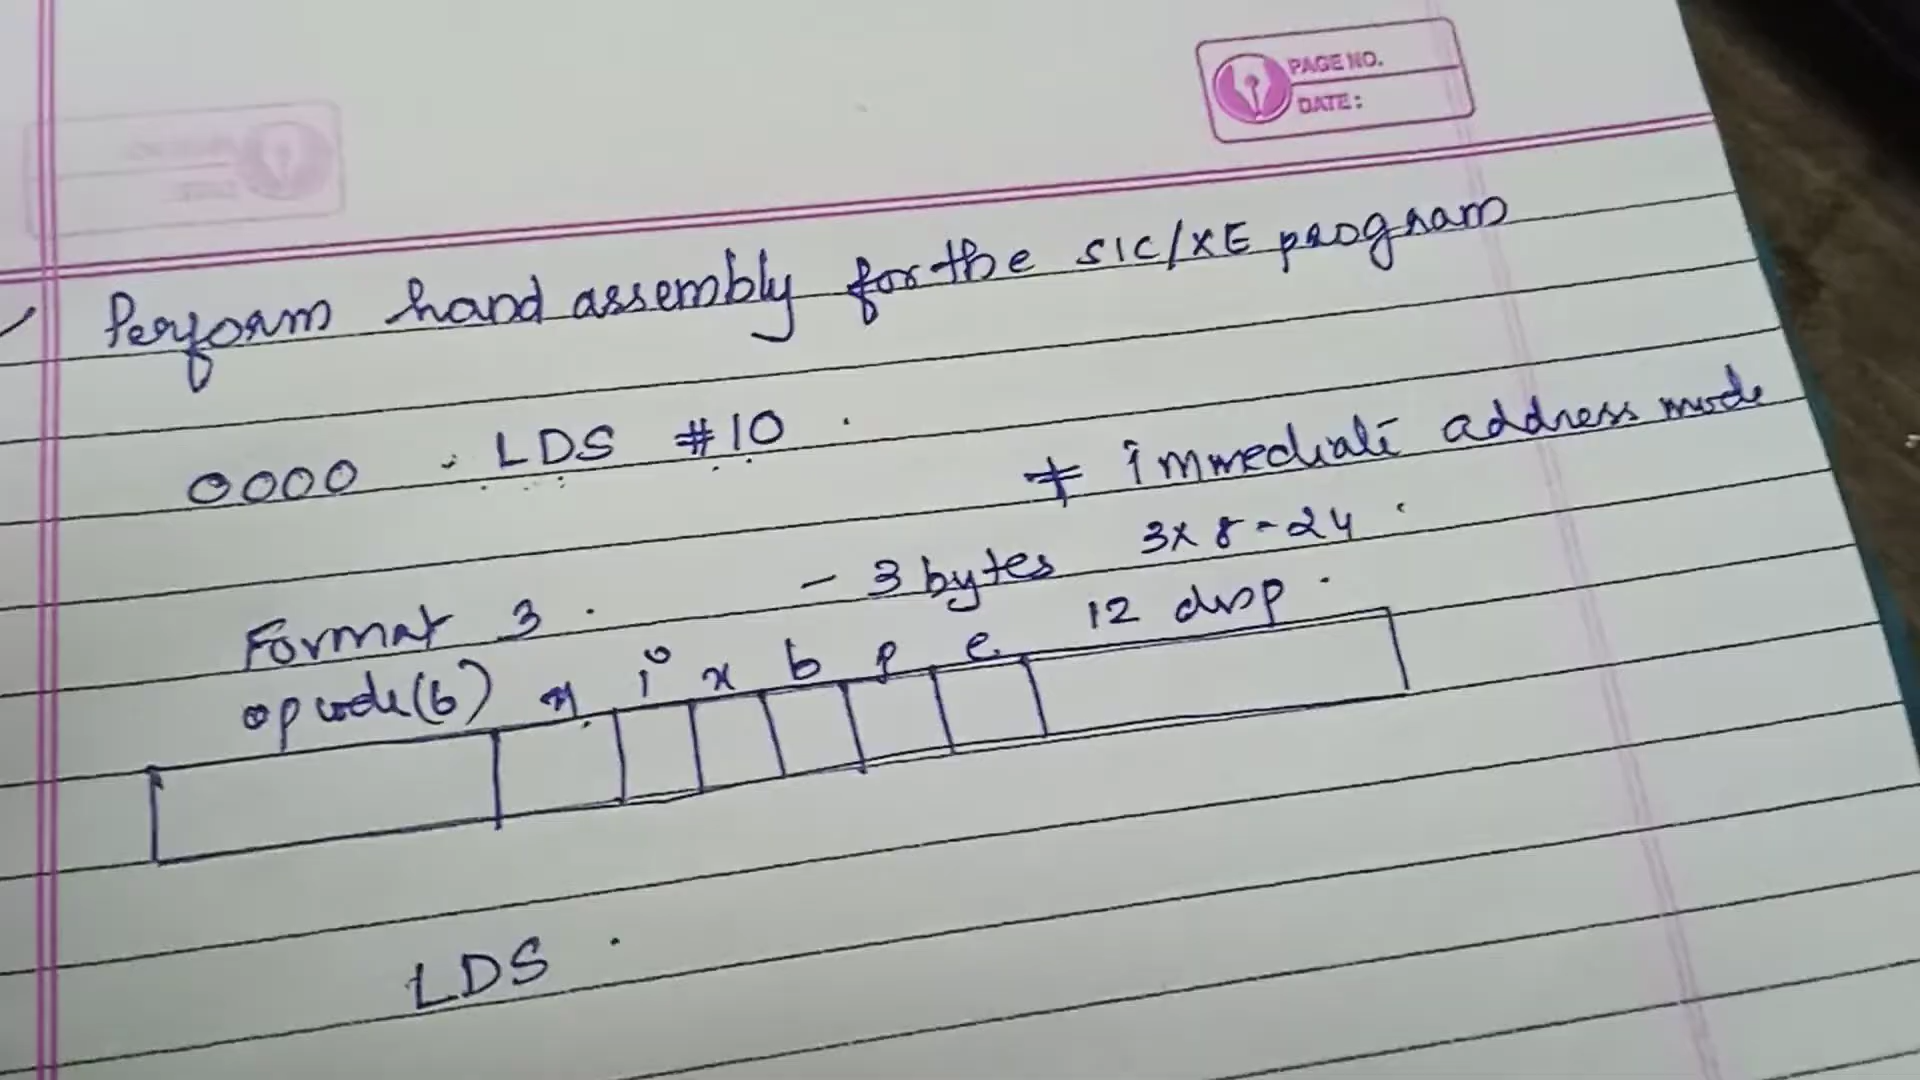 PAGE NO.
DATE:
Perform hand assembly for the SIC/XE program
0000 . LDS #10 .
* immediate address mode
Format 3 . - 3 bytes 3x8=24
opcode(6) n i x b p e 12 disp .
LDS .